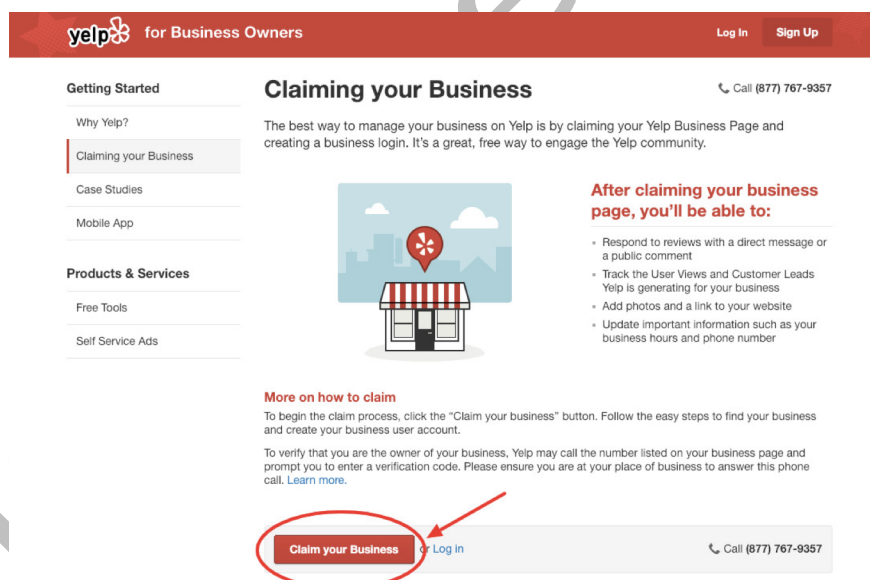 yelp for Business Owners
Log In
Sign Up
Getting Started
Why Yelp?
Claiming your Business
Case Studies
Mobile App
Products & Services
Free Tools
Self Service Ads
Claiming your Business
Call (877) 767-9357
The best way to manage your business on Yelp is by claiming your Yelp Business Page and
creating a business login. It's a great, free way to engage the Yelp community.
After claiming your business
page, you'll be able to:
Respond to reviews with a direct message or
a public comment
Track the User Views and Customer Leads
Yelp is generating for your business
Add photos and a link to your website
Update important information such as your
business hours and phone number
More on how to claim
To begin the claim process, click the “Claim your business” button. Follow the easy steps to find your business
and create your business user account.
To verify that you are the owner of your business, Yelp may call the number listed on your business page and
prompt you to enter a verification code. Please ensure you are at your place of business to answer this phone
call. Learn more.
Claim your Business or Log in
Call (877) 767-9357